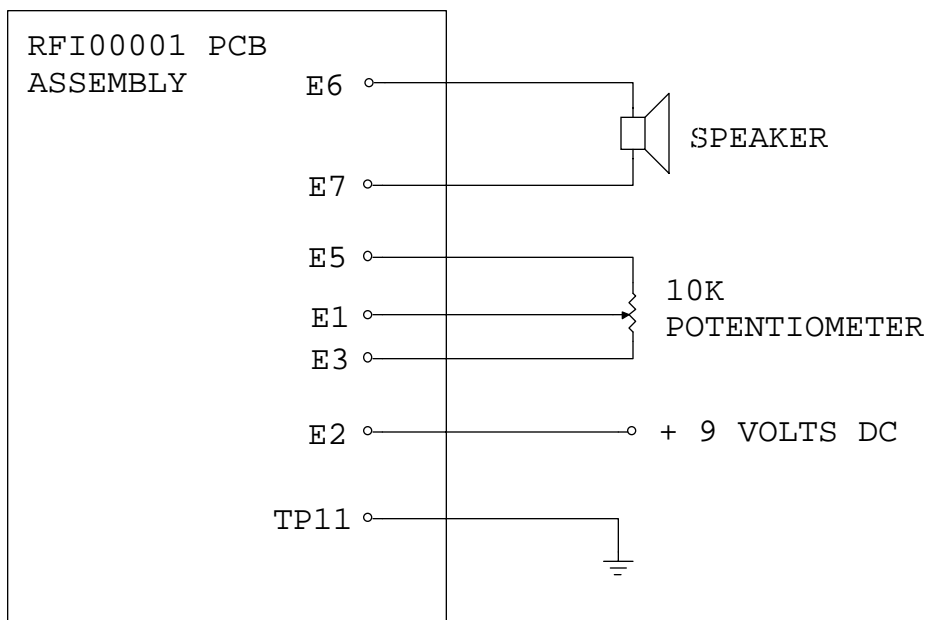 RFI00001 PCB
ASSEMBLY
E6
SPEAKER
E7
E5
10K
POTENTIOMETER
E1
E3
E2
+ 9 VOLTS DC
TP11